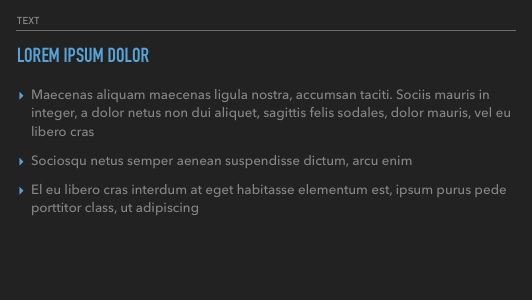 TEXT
LOREM IPSUM DOLOR
Maecenas aliquam maecenas ligula nostra, accumsan taciti. Sociis mauris in
integer, a dolor netus non dui aliquet, sagittis felis sodales, dolor mauris, vel eu
libero cras
Sociosqu netus semper aenean suspendisse dictum, arcu enim
El eu libero cras interdum at eget habitasse elementum est, ipsum purus pede
porttitor class, ut adipiscing